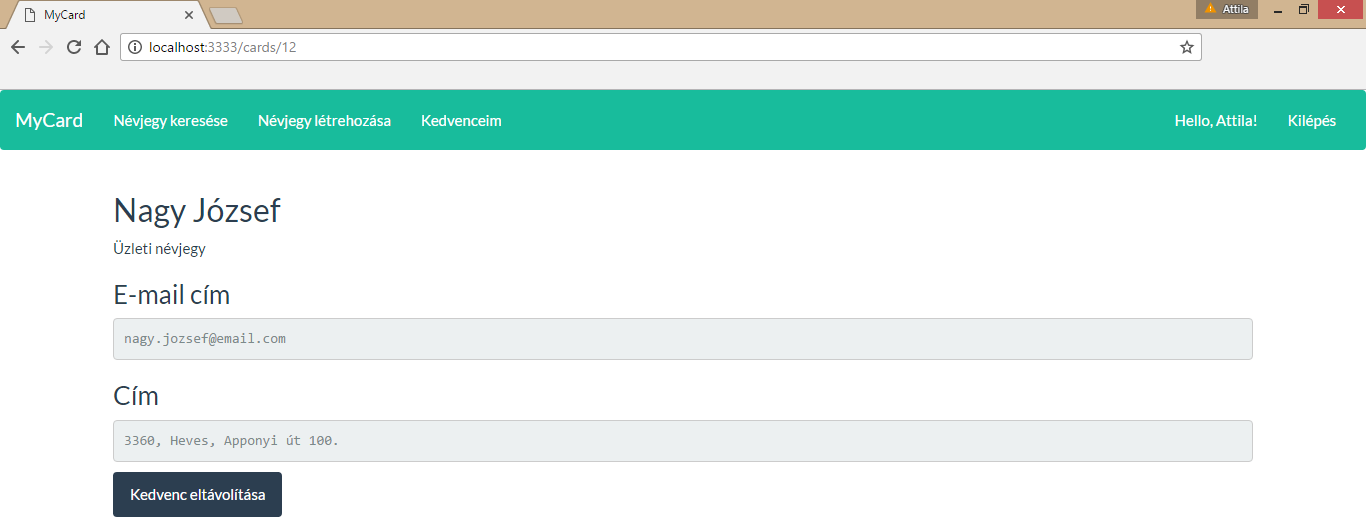 MyCard
Attila
localhost:3333/cards/12
MyCard Névjegy keresése Névjegy létrehozása Kedvenceim Hello, Attila! Kilépés
Nagy József
Üzleti névjegy
E-mail cím
nagy.jozsef@email.com
Cím
3360, Heves, Apponyi út 100.
Kedvenc eltávolítása